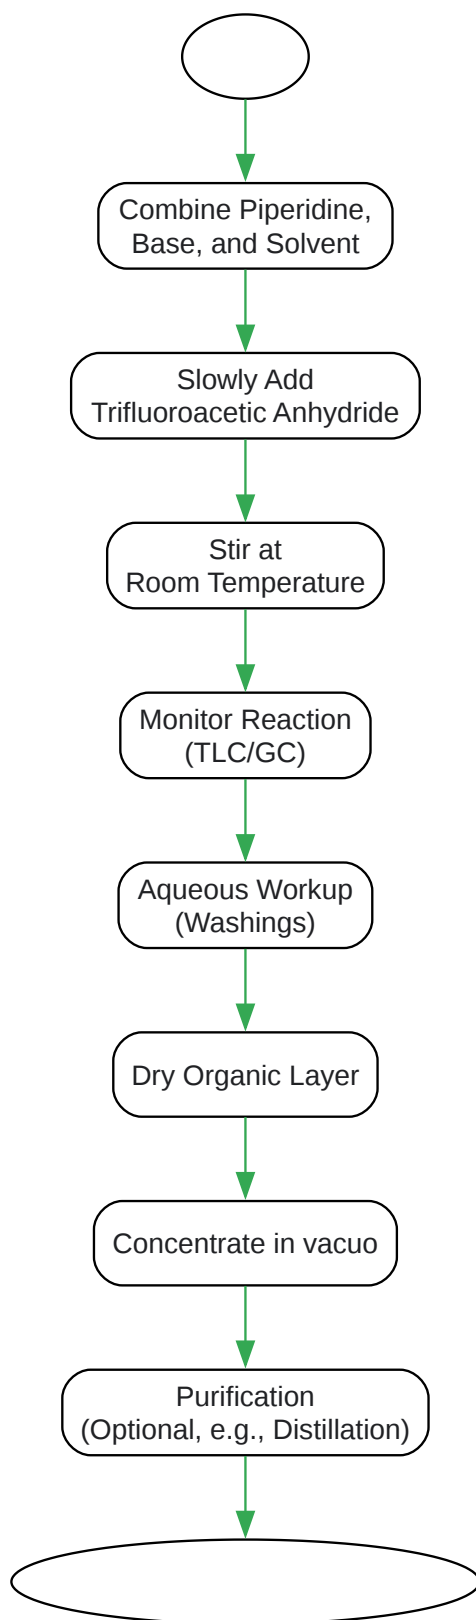 Combine Piperidine,
Base, and Solvent
Slowly Add
Trifluoroacetic Anhydride
Stir at
Room Temperature
Monitor Reaction
(TLC/GC)
Aqueous Workup
(Washings)
Dry Organic Layer
Concentrate in vacuo
Purification
(Optional, e.g., Distillation)